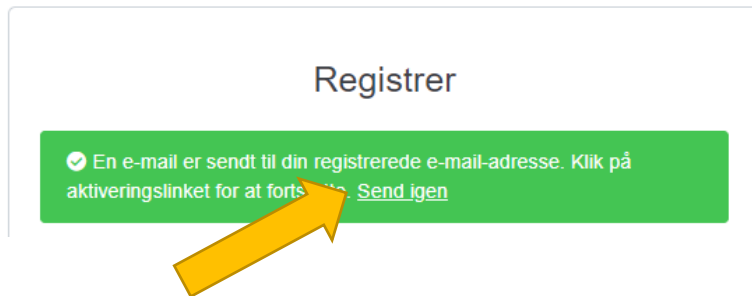 Registrer
En e-mail er sendt til din registrerede e-mail-adresse. Klik på
aktiveringslinket for at Send igen